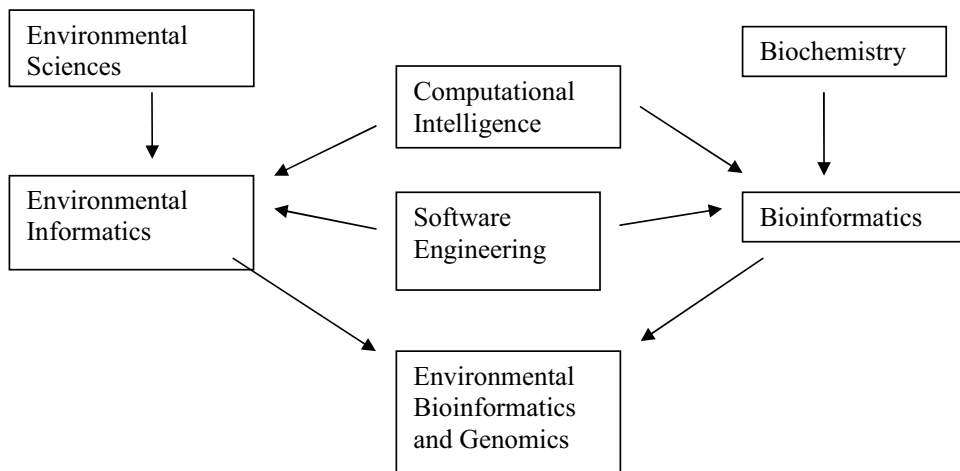 Environmental
Sciences
Computational
Intelligence
Biochemistry
Environmental
Informatics
Software
Engineering
Bioinformatics
Environmental
Bioinformatics
and Genomics